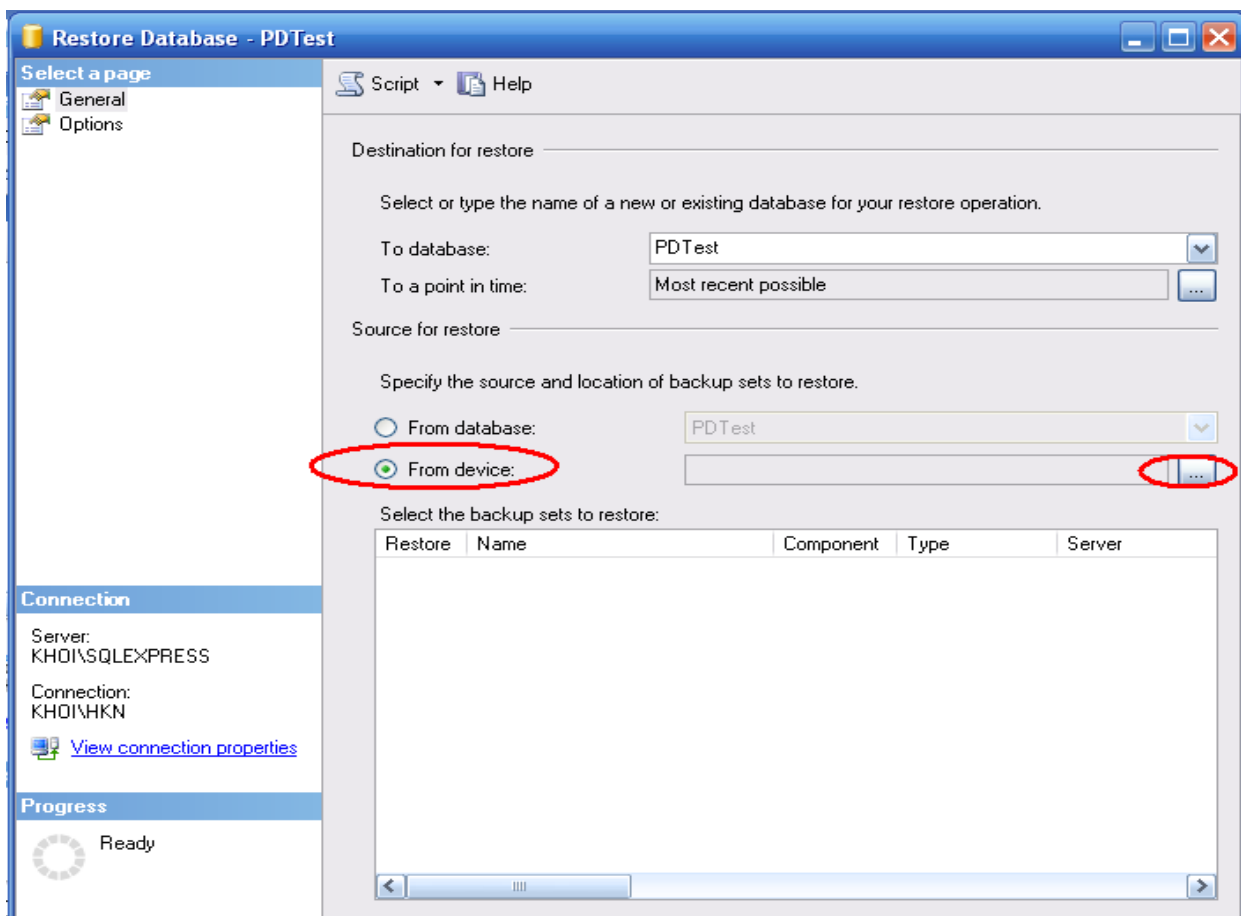 Restore Database - PDTest
Select a page
General
Options
Script
Help
Destination for restore
Select or type the name of a new or existing database for your restore operation.
To database:
PDTest
To a point in time:
Most recent possible
...
Source for restore
Specify the source and location of backup sets to restore.
From database:
PDTest
From device:
...
Select the backup sets to restore:
Restore Name Component Type Server
Connection
Server:
KHOI\SQLEXPRESS
Connection:
KHOI\HKN
View connection properties
Progress
Ready